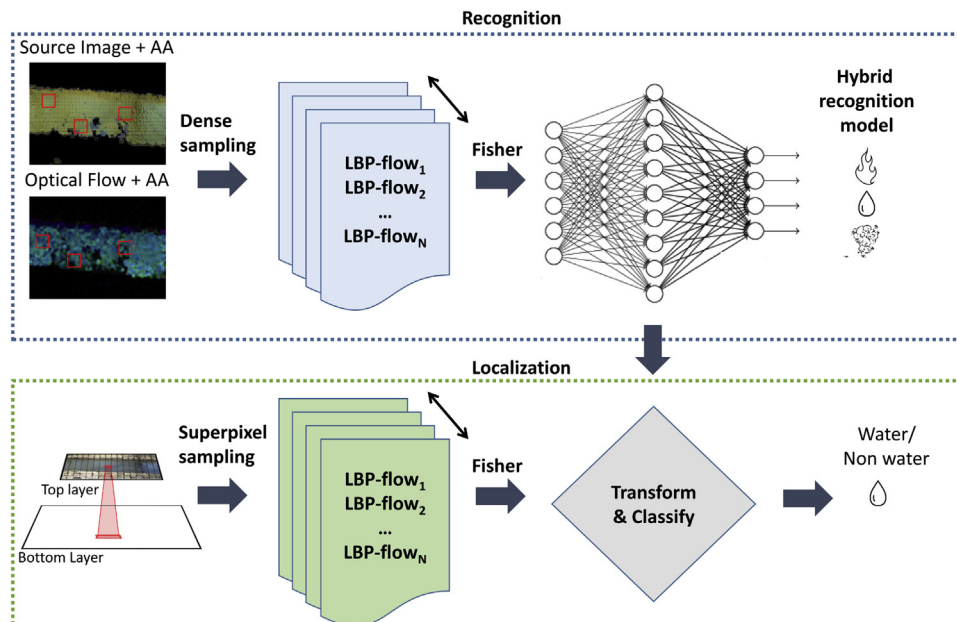 Recognition
Source Image + AA
Optical Flow + AA
Dense
sampling
LBP-flow₁
LBP-flow₂
...
LBP-flowN
Fisher
Hybrid
recognition
model
Localization
Top layer
Bottom Layer
Superpixel
sampling
LBP-flow₁
LBP-flow₂
...
LBP-flowN
Fisher
Transform
& Classify
Water/
Non water